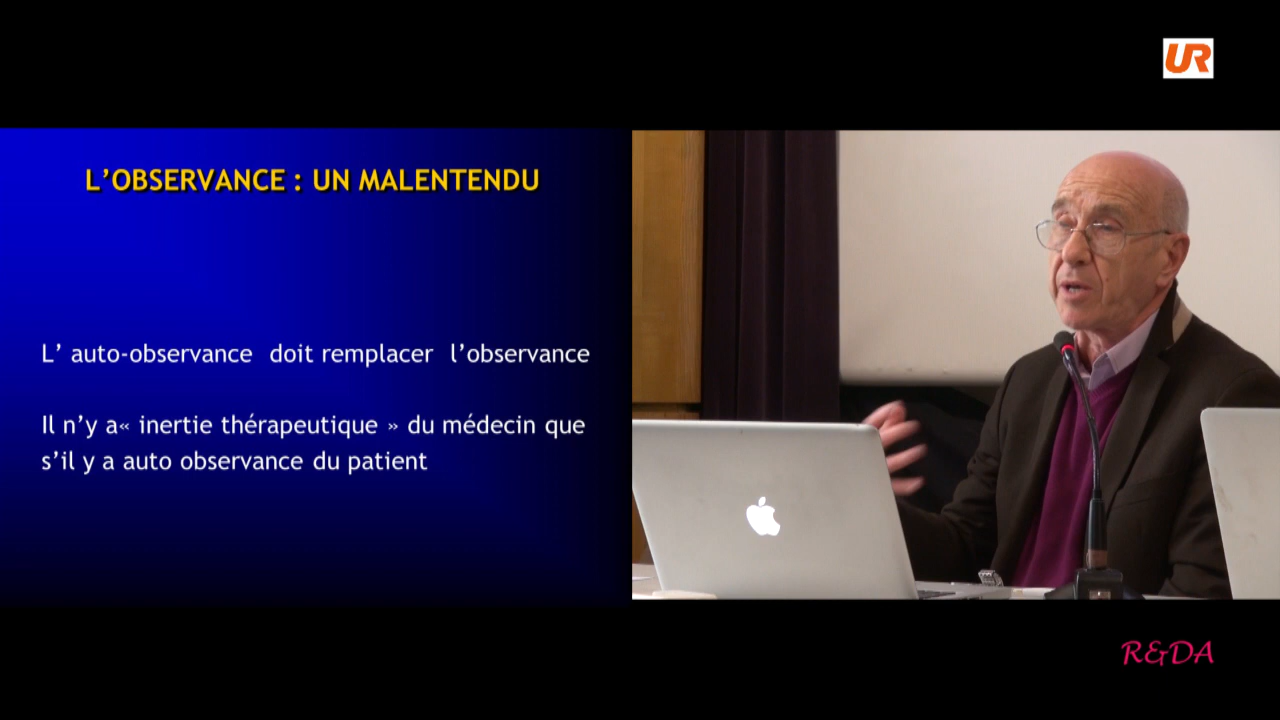 UR
L’OBSERVANCE : UN MALENTENDU
L’ auto-observance doit remplacer l’observance
Il n’y a« inertie thérapeutique » du médecin que
s’il y a auto observance du patient
R&DA